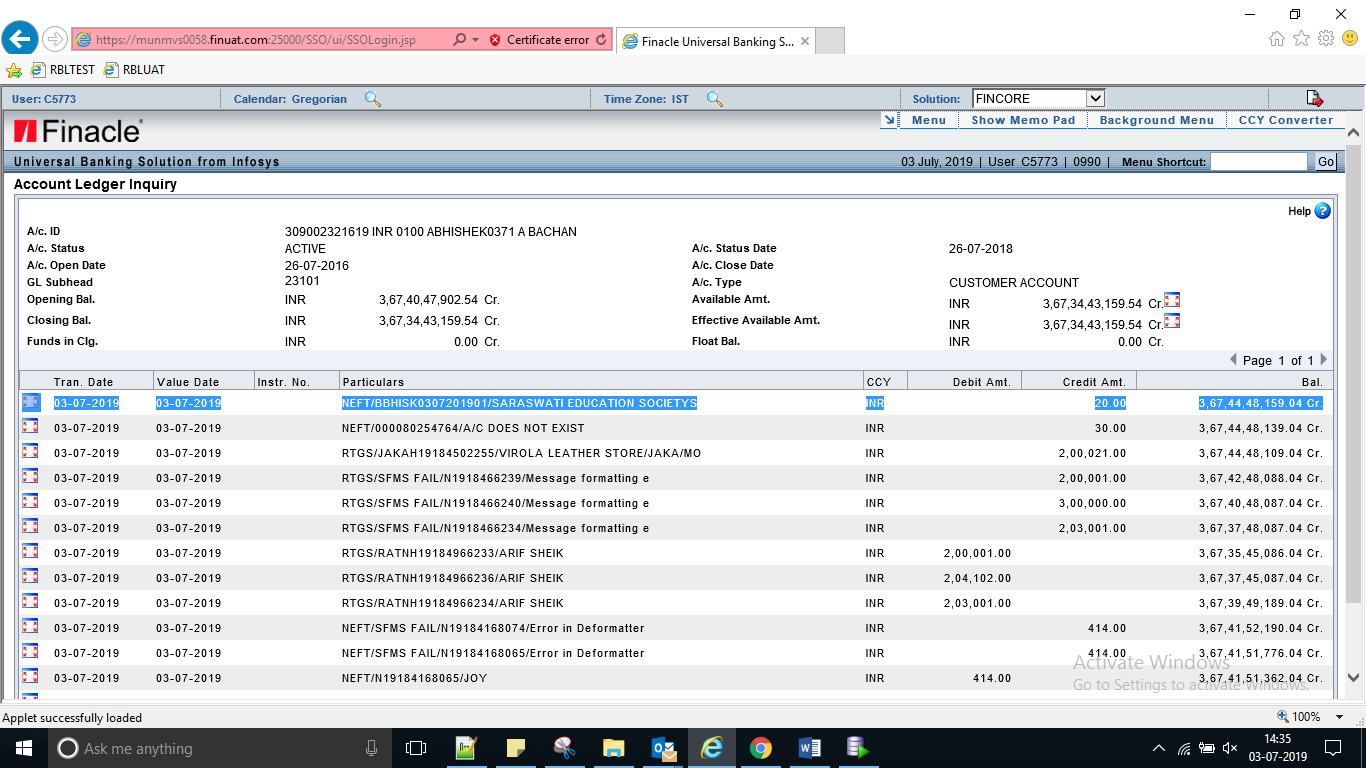 https://munmvs0058.finuat.com:25000/SSO/ui/SSOLogin.jsp Certificate error Finacle Universal Banking S...
RBLTEST RBLUAT
User: C5773 Calendar: Gregorian Time Zone: IST Solution: FINCORE
Finacle Menu Show Memo Pad Background Menu CCY Converter
Universal Banking Solution from Infosys 03 July, 2019 | User C5773 | 0990 | Menu Shortcut: Go
Account Ledger Inquiry
Help ?
A/c. ID 309002321619 INR 0100 ABHISHEK0371 A BACHAN
A/c. Status ACTIVE A/c. Status Date 26-07-2018
A/c. Open Date 26-07-2016 A/c. Close Date
GL Subhead 23101 A/c. Type CUSTOMER ACCOUNT
Opening Bal. INR 3,67,40,47,902.54 Cr. Available Amt. INR 3,67,34,43,159.54 Cr.
Closing Bal. INR 3,67,34,43,159.54 Cr. Effective Available Amt. INR 3,67,34,43,159.54 Cr.
Funds in Clg. INR 0.00 Cr. Float Bal. INR 0.00 Cr.
Page 1 of 1
Tran. Date Value Date Instr. No. Particulars CCY Debit Amt. Credit Amt. Bal.
03-07-2019 03-07-2019 NEFT/BBHISK0307201901/SARASWATI EDUCATION SOCIETYS INR 20.00 3,67,44,48,159.04 Cr.
03-07-2019 03-07-2019 NEFT/000080254764/A/C DOES NOT EXIST INR 30.00 3,67,44,48,139.04 Cr.
03-07-2019 03-07-2019 RTGS/JAKAH19184502255/VIROLA LEATHER STORE/JAKA/MO INR 2,00,021.00 3,67,44,48,109.04 Cr.
03-07-2019 03-07-2019 RTGS/SFMS FAIL/N1918466239/Message formatting e INR 2,00,001.00 3,67,42,48,088.04 Cr.
03-07-2019 03-07-2019 RTGS/SFMS FAIL/N1918466240/Message formatting e INR 3,00,000.00 3,67,40,48,087.04 Cr.
03-07-2019 03-07-2019 RTGS/SFMS FAIL/N1918466234/Message formatting e INR 2,03,001.00 3,67,37,48,087.04 Cr.
03-07-2019 03-07-2019 RTGS/RATNH19184966233/ARIF SHEIK INR 2,00,001.00 3,67,35,45,086.04 Cr.
03-07-2019 03-07-2019 RTGS/RATNH19184966236/ARIF SHEIK INR 2,04,102.00 3,67,37,45,087.04 Cr.
03-07-2019 03-07-2019 RTGS/RATNH19184966234/ARIF SHEIK INR 2,03,001.00 3,67,39,49,189.04 Cr.
03-07-2019 03-07-2019 NEFT/SFMS FAIL/N19184168074/Error in Deformatter INR 414.00 3,67,41,52,190.04 Cr.
03-07-2019 03-07-2019 NEFT/SFMS FAIL/N19184168065/Error in Deformatter INR 414.00 3,67,41,51,776.04 Cr.
03-07-2019 03-07-2019 NEFT/N19184168065/JOY INR 414.00 3,67,41,51,362.04 Cr.
Activate Windows
Go to Settings to activate Windows.
Applet successfully loaded 100%
Ask me anything 14:35
03-07-2019